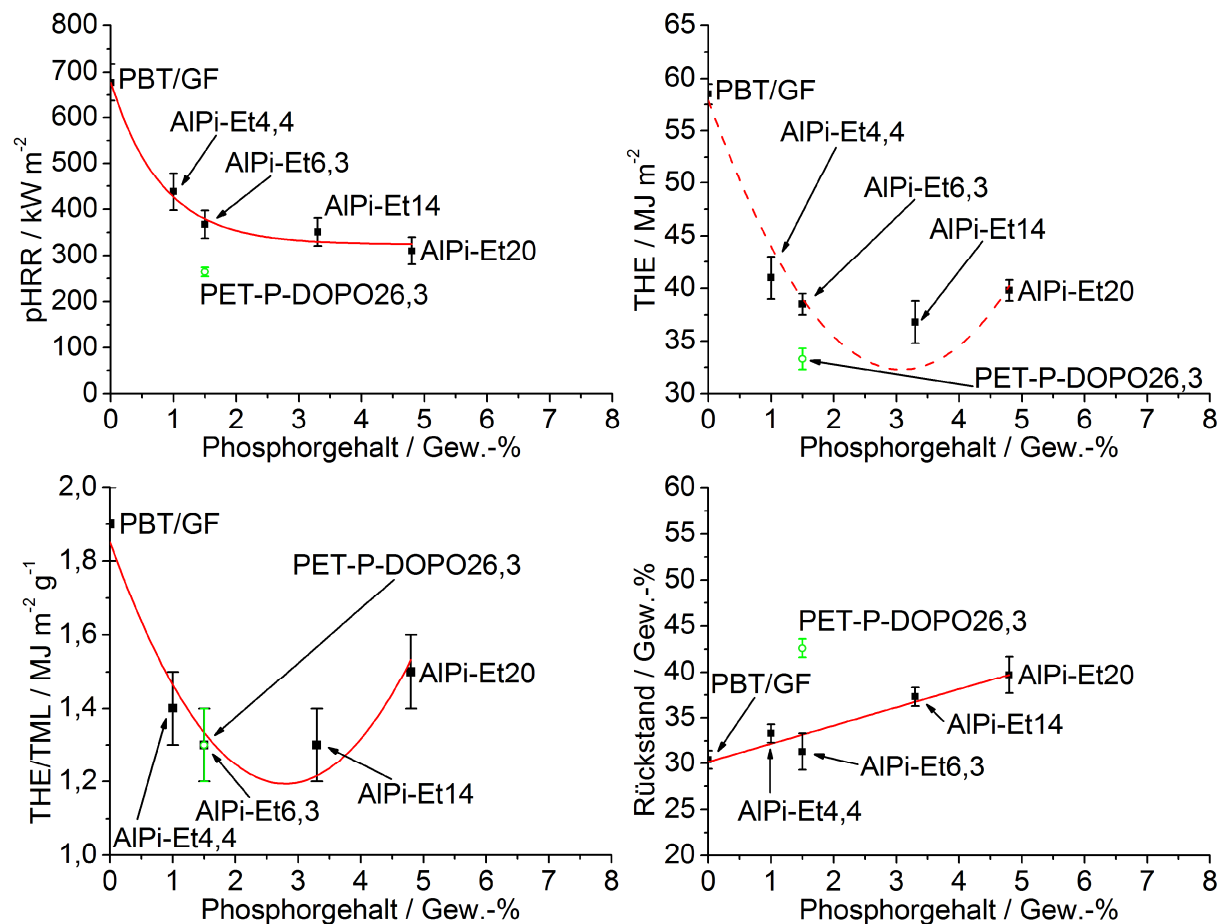 800
700
600
500
400
300
200
100
0
pHRR / kW m⁻²
PBT/GF
AlPi-Et4,4
AlPi-Et6,3
AlPi-Et14
AlPi-Et20
PET-P-DOPO26,3
0 1 2 3 4 5 6 7 8
Phosphorgehalt / Gew.-%
65
60
55
50
45
40
35
30
THE / MJ m⁻²
PBT/GF
AlPi-Et4,4
AlPi-Et6,3
AlPi-Et14
AlPi-Et20
PET-P-DOPO26,3
0 1 2 3 4 5 6 7 8
Phosphorgehalt / Gew.-%
2,0
1,8
1,6
1,4
1,2
1,0
THE/TML / MJ m⁻² g⁻¹
PBT/GF
PET-P-DOPO26,3
AlPi-Et20
AlPi-Et14
AlPi-Et6,3
AlPi-Et4,4
0 1 2 3 4 5 6 7 8
Phosphorgehalt / Gew.-%
60
55
50
45
40
35
30
25
20
Rückstand / Gew.-%
PET-P-DOPO26,3
PBT/GF
AlPi-Et20
AlPi-Et14
AlPi-Et6,3
AlPi-Et4,4
0 1 2 3 4 5 6 7 8
Phosphorgehalt / Gew.-%